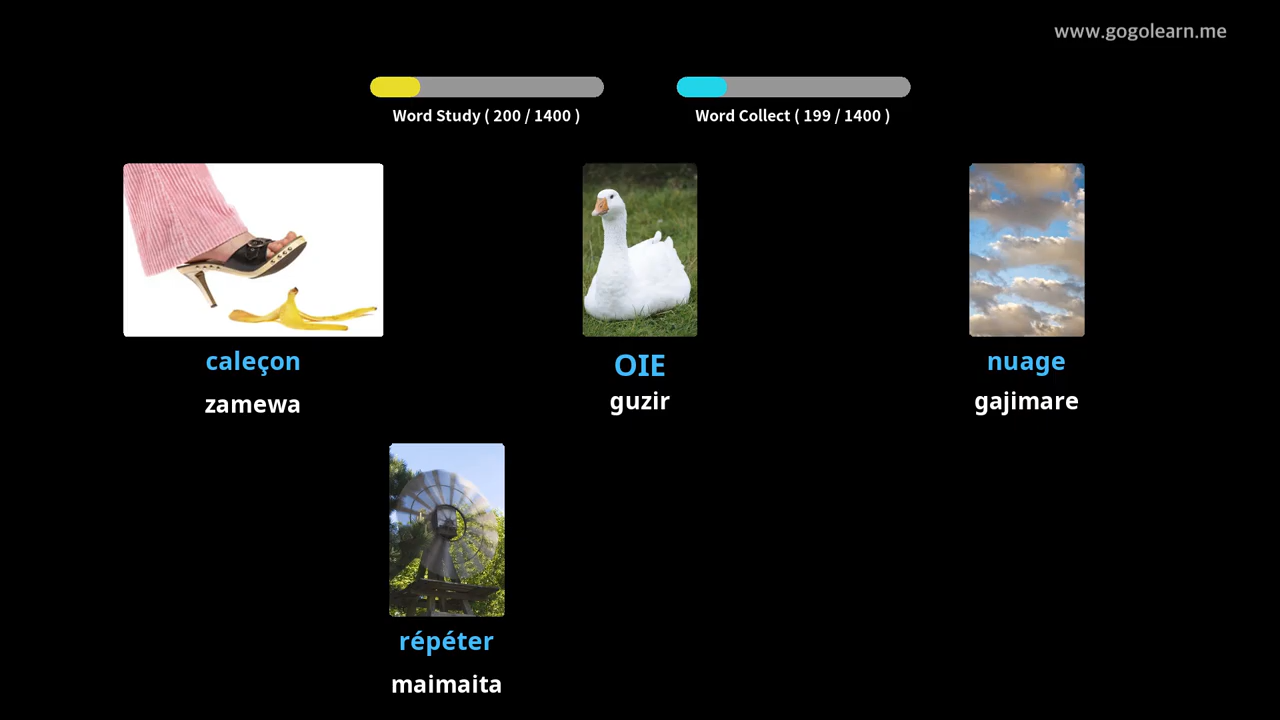 www.gogolearn.me
Word Study ( 200 / 1400 )
Word Collect ( 199 / 1400 )
caleçon
zamewa
OIE
guzir
nuage
gajimare
répéter
maimaita